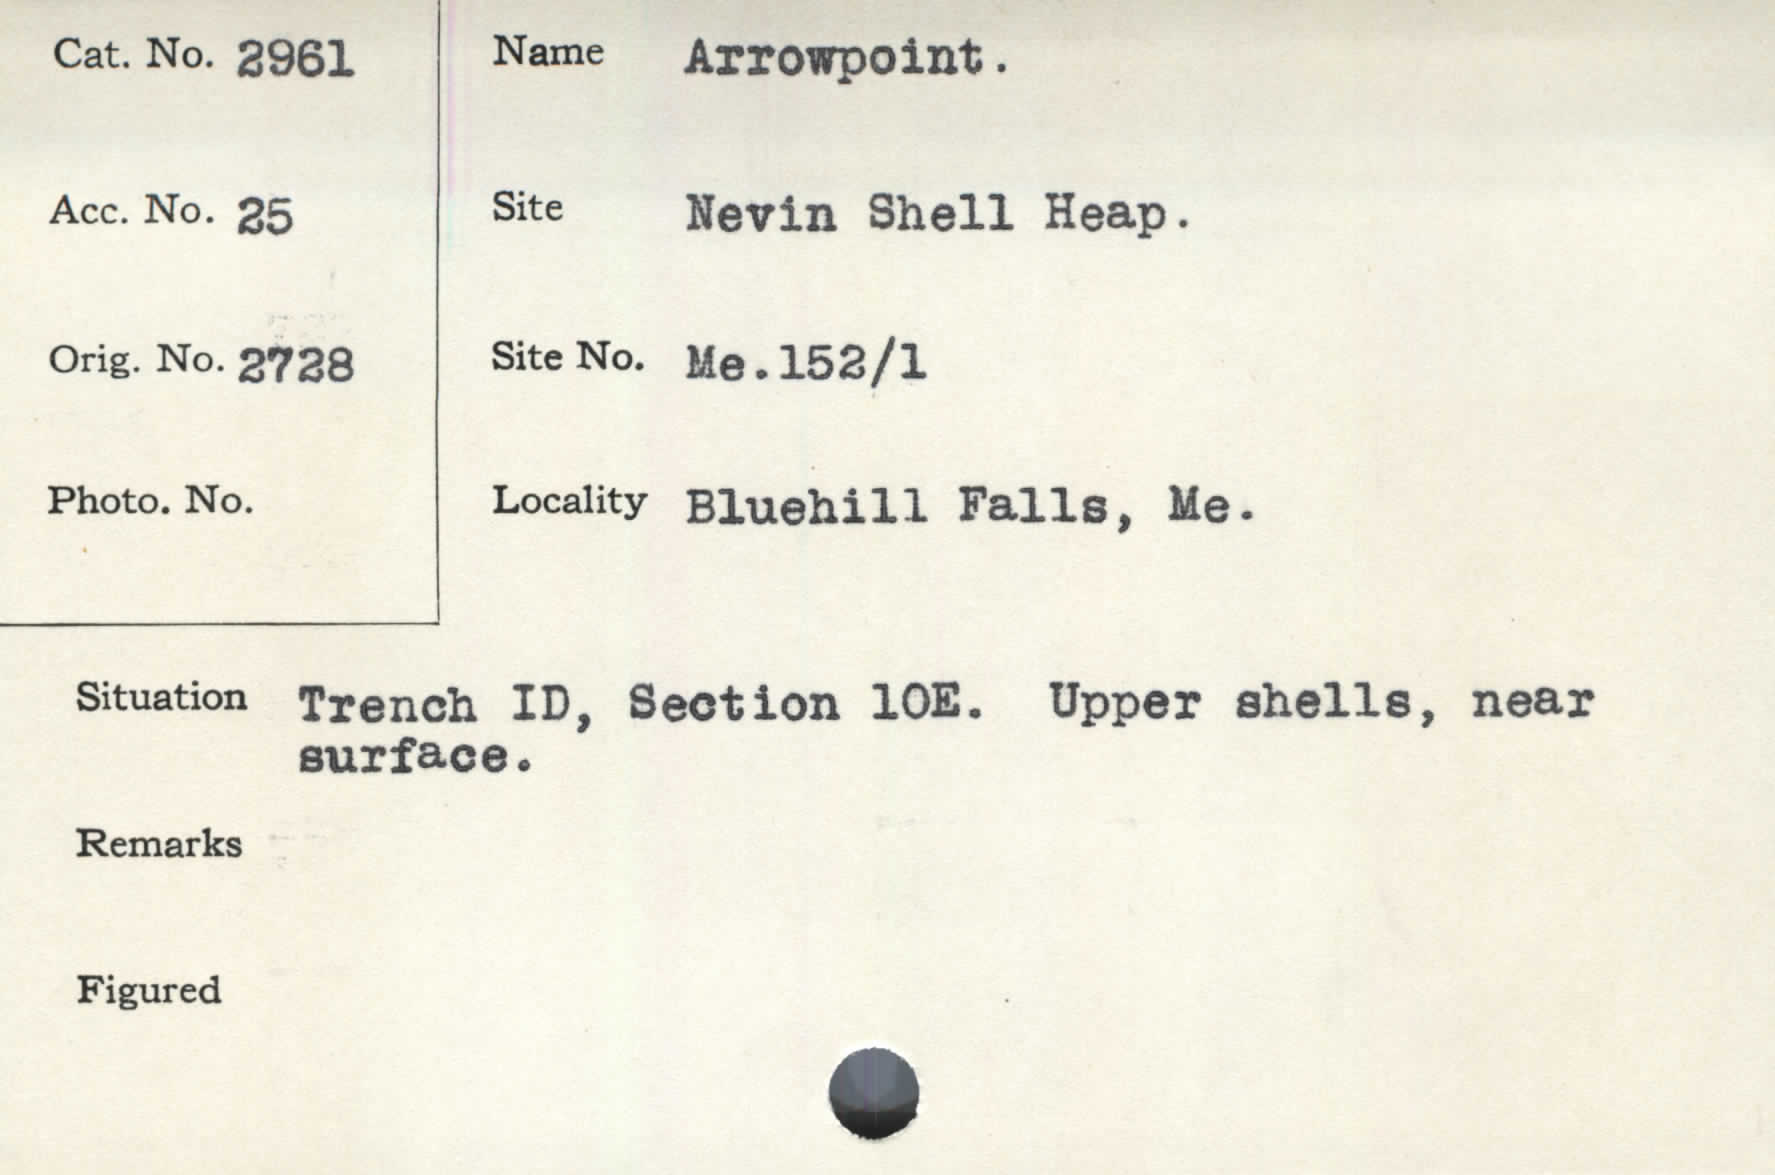 Cat. No. 2961
Acc. No. 25
Orig. No. 2728
Photo. No.
Name Arrowpoint.
Site Nevin Shell Heap.
Site No. Me.152/1
Locality Bluehill Falls, Me.
Situation Trench ID, Section 10E. Upper shells, near
surface.
Remarks
Figured